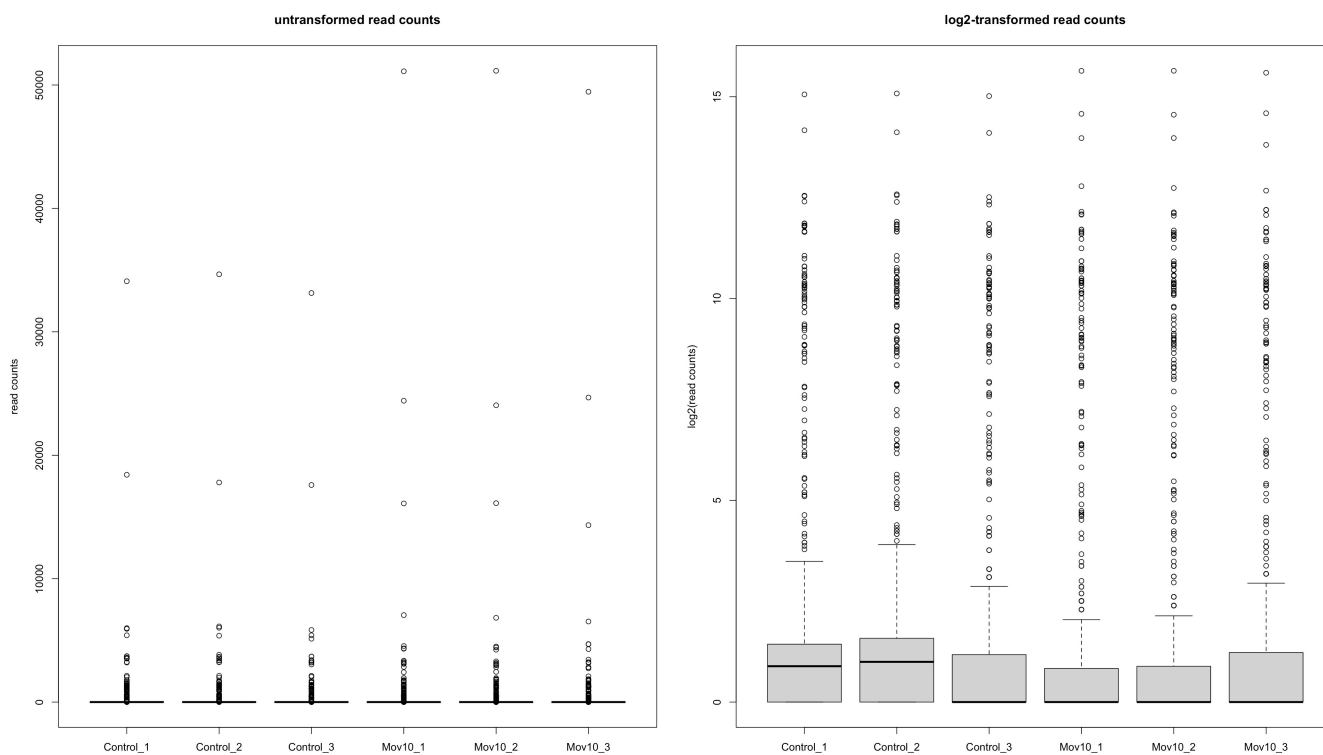 untransformed read counts
read counts
50000
40000
30000
20000
10000
0
Control_1 Control_2 Control_3 Mov10_1 Mov10_2 Mov10_3
log2-transformed read counts
log2(read counts)
15
10
5
0
Control_1 Control_2 Control_3 Mov10_1 Mov10_2 Mov10_3